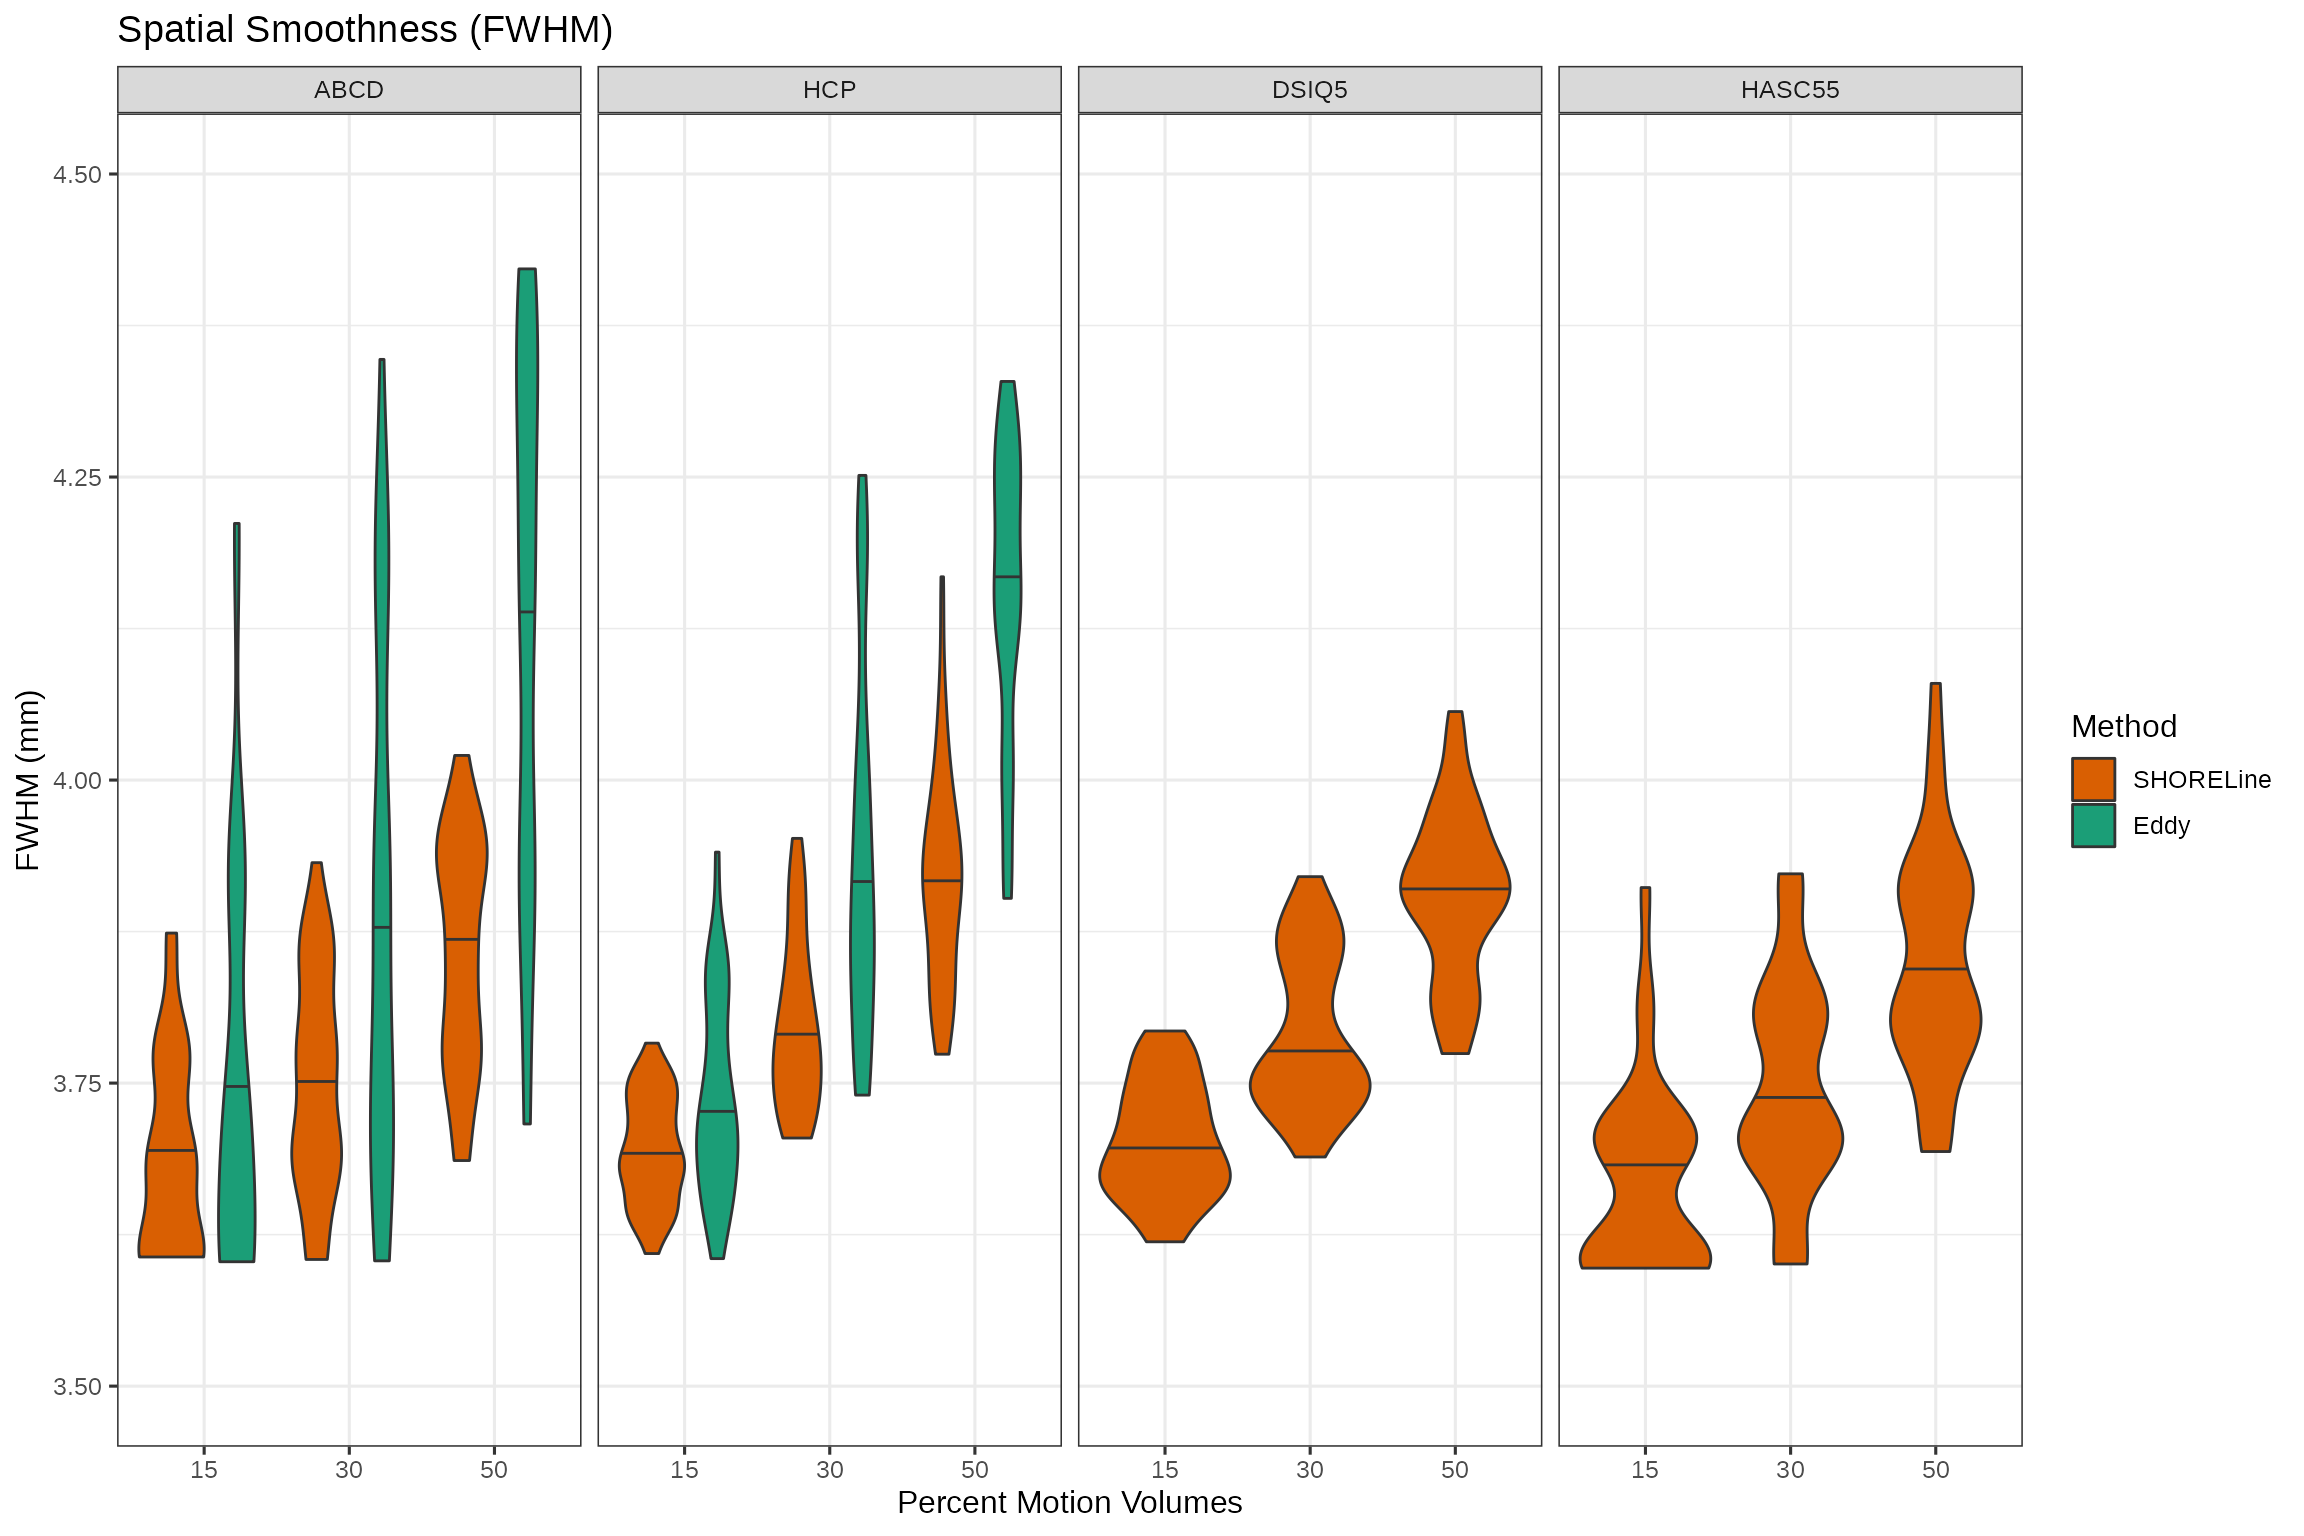 Spatial Smoothness (FWHM)
ABCD
HCP
DSIQ5
HASC55
4.50
4.25
4.00
3.75
3.50
FWHM (mm)
15 30 50
15 30 50
15 30 50
15 30 50
Percent Motion Volumes
Method
SHORELine
Eddy